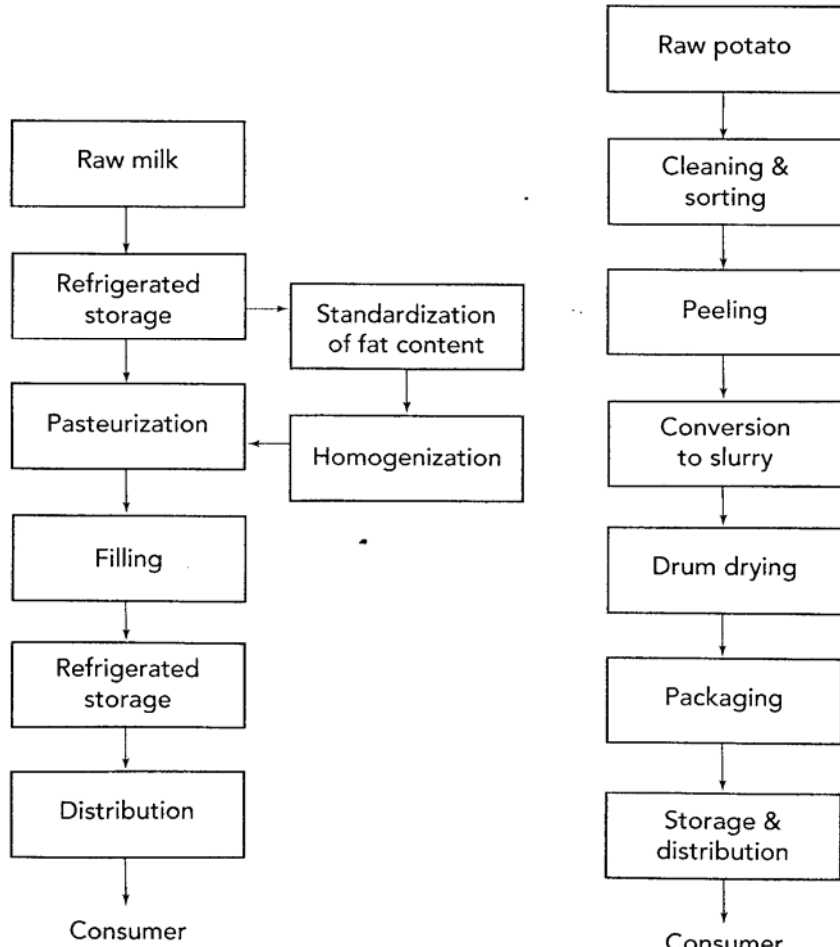 Raw milk
Refrigerated
storage
Standardization
of fat content
Pasteurization
Homogenization
Filling
Refrigerated
storage
Distribution
Consumer
Raw potato
Cleaning &
sorting
Peeling
Conversion
to slurry
Drum drying
Packaging
Storage &
distribution
Consumer